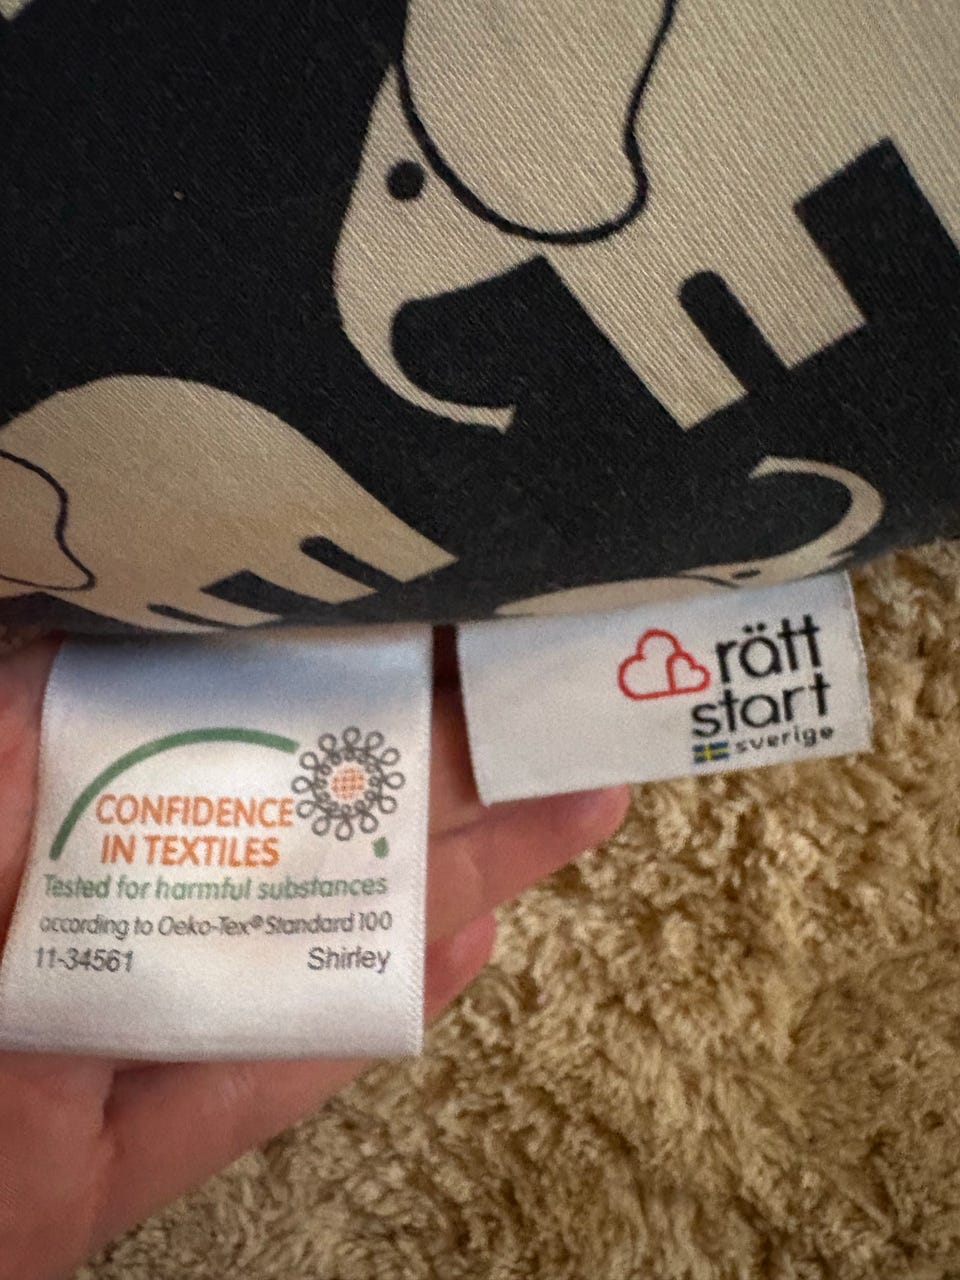 CONFIDENCE
IN TEXTILES
Tested for harmful substances
according to Oeko-Tex® Standard 100
11-34561 Shirley
rätt
start
sverige